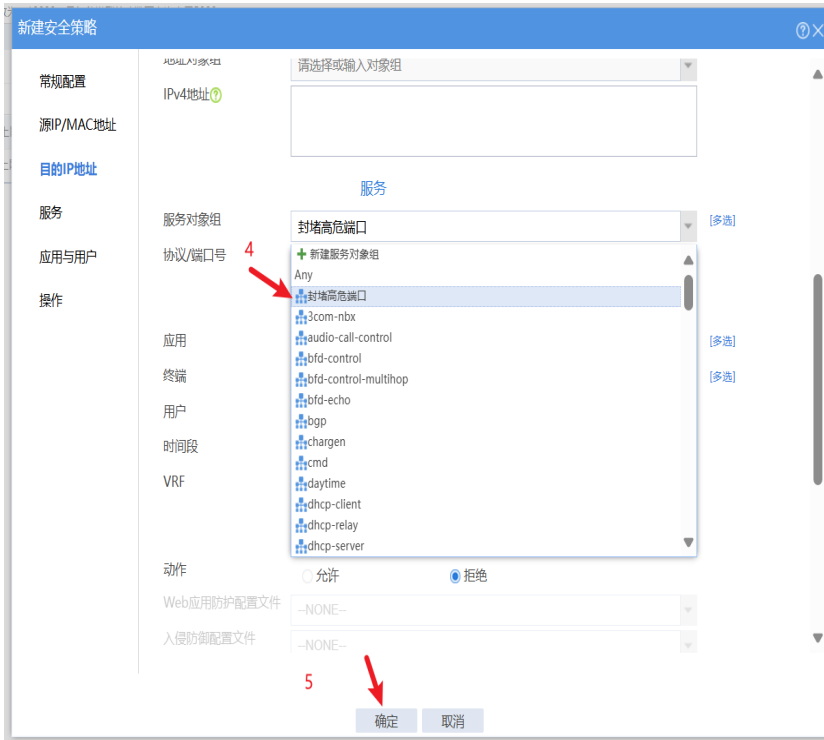 新建安全策略
常规配置
源IP/MAC地址
目的IP地址
服务
应用与用户
操作
地址对象组
请选择或输入对象组
IPv4地址
服务
服务对象组
封堵高危端口
[多选]
协议/端口号
4
新建服务对象组
Any
封堵高危端口
3com-nbx
audio-call-control
bfd-control
bfd-control-multihop
bfd-echo
bgp
chargen
cmd
daytime
dhcp-client
dhcp-relay
dhcp-server
应用
[多选]
终端
[多选]
用户
时间段
VRF
动作
允许
拒绝
Web应用防护配置文件
--NONE--
入侵防御配置文件
--NONE--
5
确定
取消